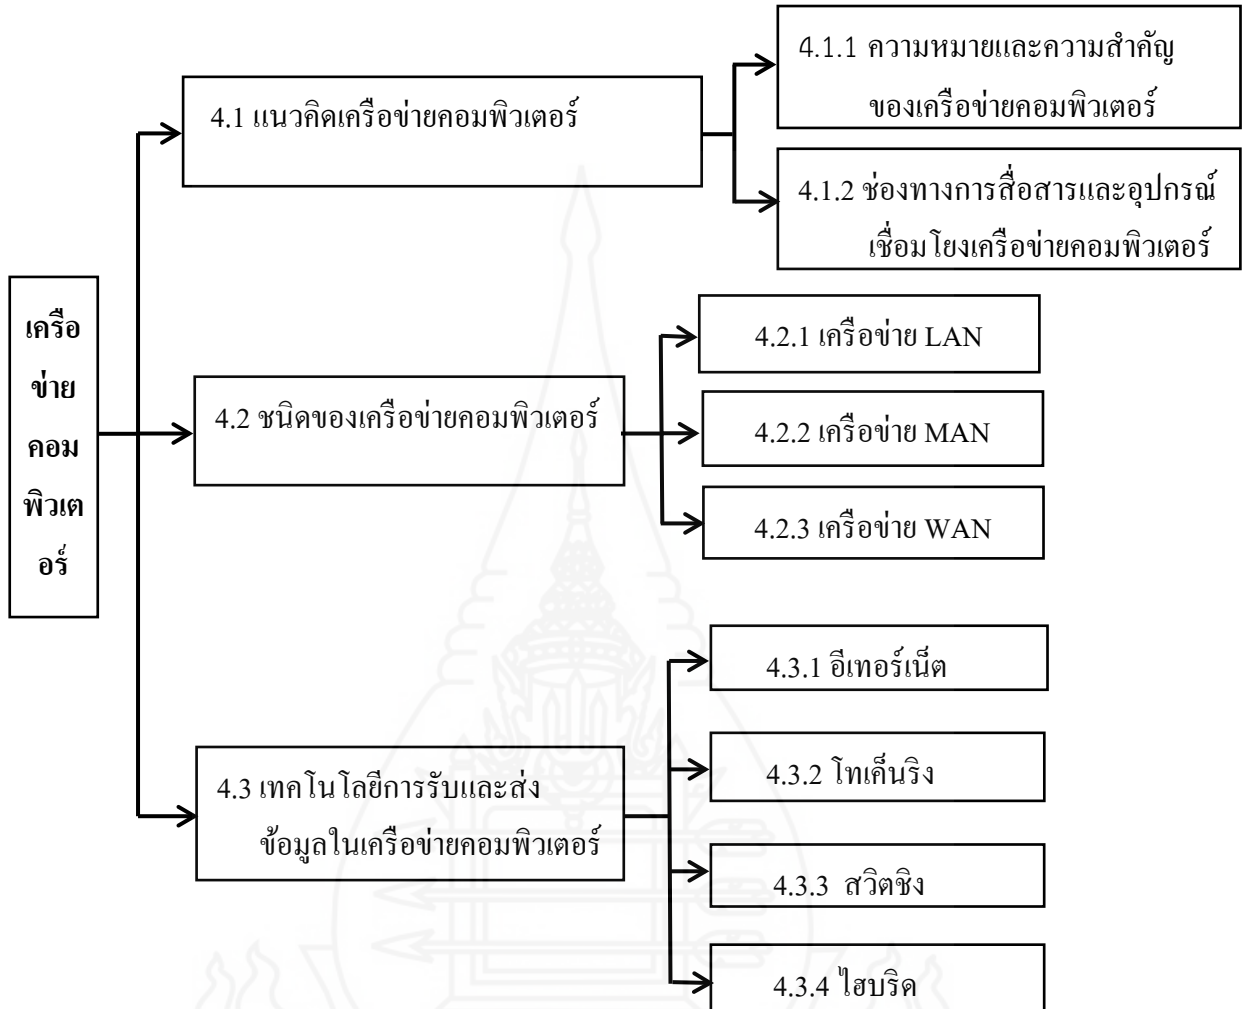 เครือ
ข่าย
คอม
พิวเต
อร์
4.1 แนวคิดเครือข่ายคอมพิวเตอร์
4.1.1 ความหมายและความสำคัญ
ของเครือข่ายคอมพิวเตอร์
4.1.2 ช่องทางการสื่อสารและอุปกรณ์
เชื่อมโยงเครือข่ายคอมพิวเตอร์
4.2 ชนิดของเครือข่ายคอมพิวเตอร์
4.2.1 เครือข่าย LAN
4.2.2 เครือข่าย MAN
4.2.3 เครือข่าย WAN
4.3 เทคโนโลยีการรับและส่ง
ข้อมูลในเครือข่ายคอมพิวเตอร์
4.3.1 อีเทอร์เน็ต
4.3.2 โทเค็นริง
4.3.3 สวิตชิง
4.3.4 ไฮบริด